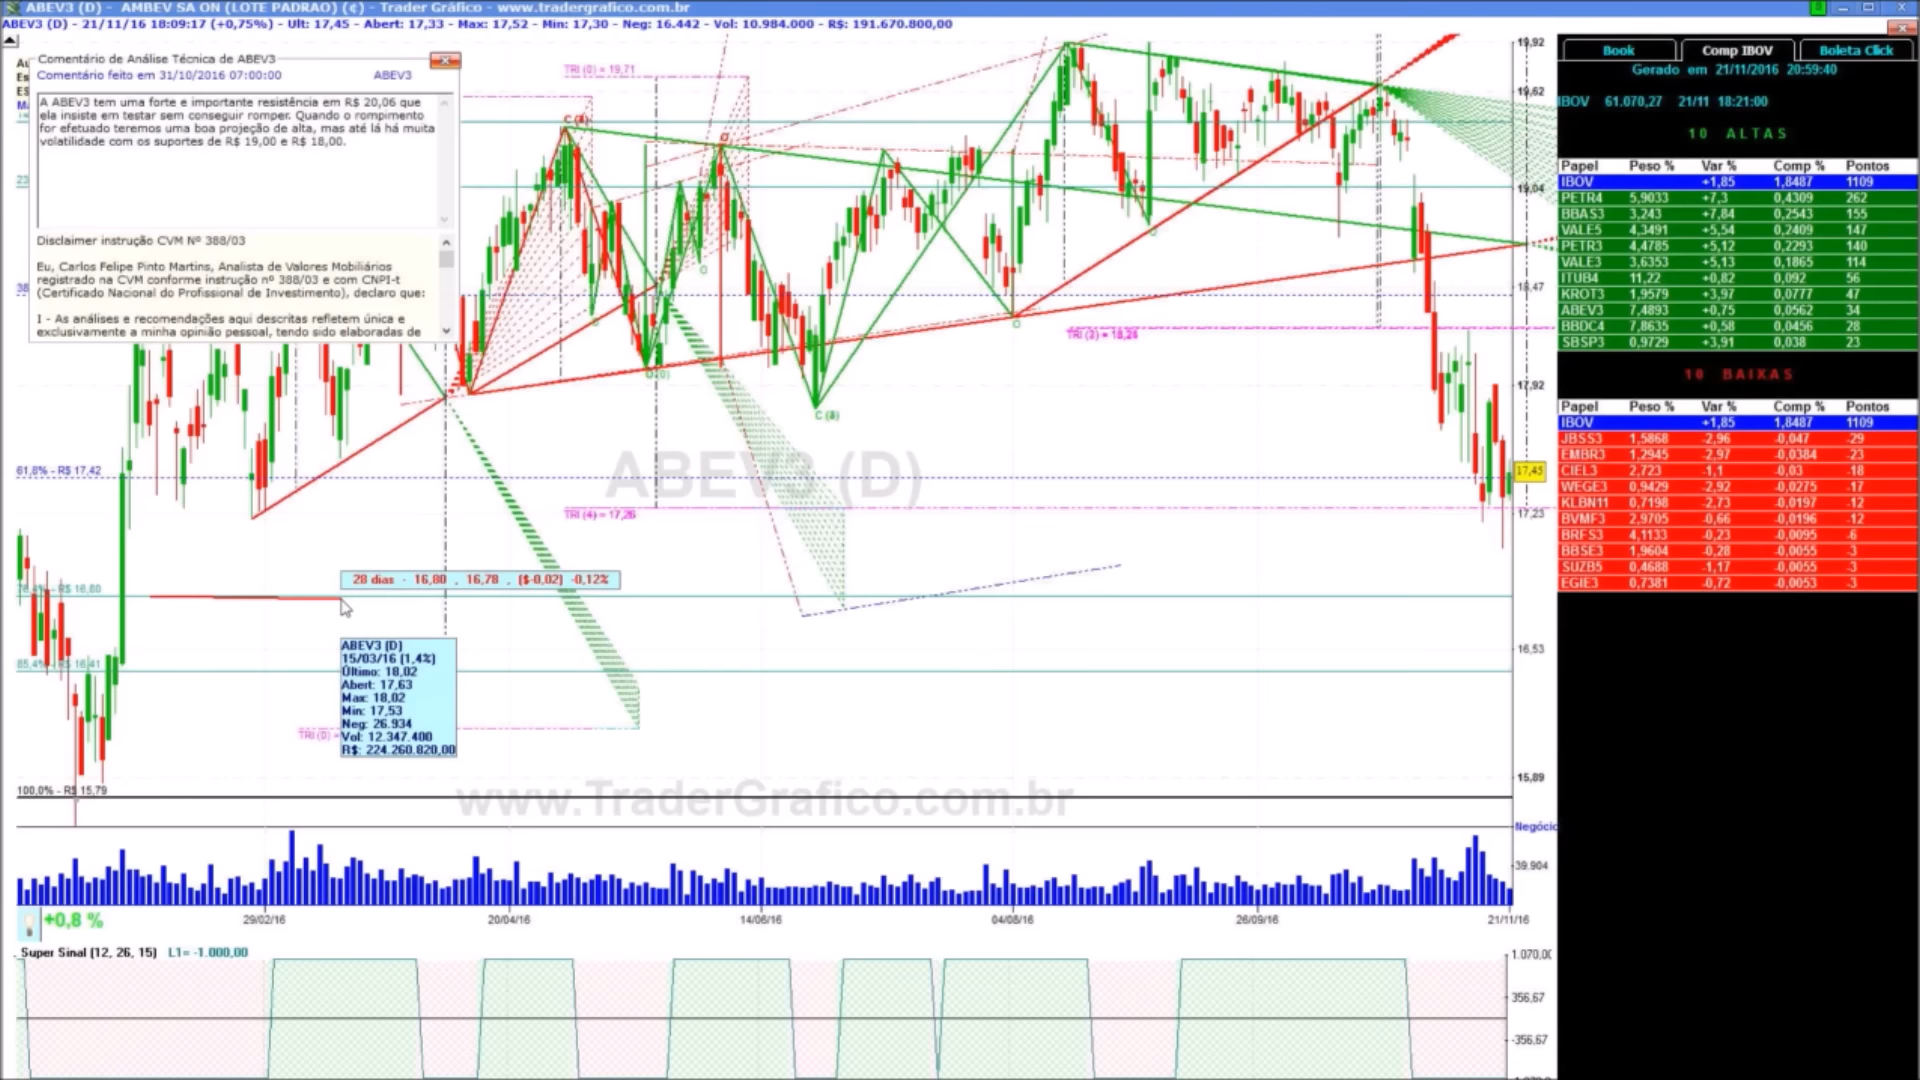 ABEV3 (D) - AMBEV SA ON (LOTE PADRAO) (¢) - Trader Gráfico - www.tradergrafico.com.br
ABEV3 (D) - 21/11/16 18:09:17 (+0,75%) - Ult: 17,45 - Abert: 17,33 - Max: 17,52 - Min: 17,30 - Neg: 16.442 - Vol: 10.984.000 - R$: 191.670.800,00
Comentário de Análise Técnica de ABEV3
Comentário feito em 31/10/2016 07:00:00 ABEV3
A ABEV3 tem uma forte e importante resistência em R$ 20,06 que
ela insiste em testar sem conseguir romper. Quando o rompimento
for efetuado teremos uma boa projeção de alta, mas até lá há muita
volatilidade com os suportes de R$ 19,00 e R$ 18,00.
Disclaimer instrução CVM Nº 388/03
Eu, Carlos Felipe Pinto Martins, Analista de Valores Mobiliários
registrado na CVM conforme instrução nº 388/03 e com CNPI-t
(Certificado Nacional do Profissional de Investimento), declaro que:
I - As análises e recomendações aqui descritas refletem única e
exclusivamente a minha opinião pessoal, tendo sido elaboradas de
TRI (0) = 19,71
TRI (3) = 18,26
TRI (4) = 17,26
TRI (0) =
C (8)
61,8% - R$ 17,42
R$ 16,80
85,4% - R$ 16,41
100,0% - R$ 15,79
28 dias - 16,80 , 16,78 , ($-0,02) -0,12%
ABEV3 (D)
15/03/16 (1,4%)
Último: 18,02
Abert: 17,63
Max: 18,02
Min: 17,53
Neg: 26.934
Vol: 12.347.400
R$: 224.260.820,00
ABEV3 (D)
www.TraderGrafico.com.br
19,92
19,62
19,04
18,47
17,92
17,45
17,23
16,53
15,89
Negócio
39.904
29/02/16 20/04/16 14/06/16 04/08/16 26/09/16 21/11/16
+0,8 %
Super Sinal (12, 26, 15) L1= -1.000,00
1.070,00
356,67
-356,67
Book Comp IBOV Boleta Click
Gerado em 21/11/2016 20:59:40
IBOV 61.070,27 21/11 18:21:00
10 ALTAS
Papel Peso % Var % Comp % Pontos
IBOV +1,85 1,8487 1109
PETR4 5,9033 +7,3 0,4309 262
BBAS3 3,243 +7,84 0,2543 155
VALE5 4,3491 +5,54 0,2409 147
PETR3 4,4785 +5,12 0,2293 140
VALE3 3,6353 +5,13 0,1865 114
ITUB4 11,22 +0,82 0,092 56
KROT3 1,9579 +3,97 0,0777 47
ABEV3 7,4893 +0,75 0,0562 34
BBDC4 7,8635 +0,58 0,0456 28
SBSP3 0,9729 +3,91 0,038 23
10 BAIXAS
Papel Peso % Var % Comp % Pontos
IBOV +1,85 1,8487 1109
JBSS3 1,5868 -2,96 -0,047 -29
EMBR3 1,2945 -2,97 -0,0384 -23
CIEL3 2,723 -1,1 -0,03 -18
WEGE3 0,9429 -2,92 -0,0275 -17
KLBN11 0,7198 -2,73 -0,0197 -12
BVMF3 2,9705 -0,66 -0,0196 -12
BRFS3 4,1133 -0,23 -0,0095 -6
BBSE3 1,9604 -0,28 -0,0055 -3
SUZB5 0,4688 -1,17 -0,0055 -3
EGIE3 0,7381 -0,72 -0,0053 -3